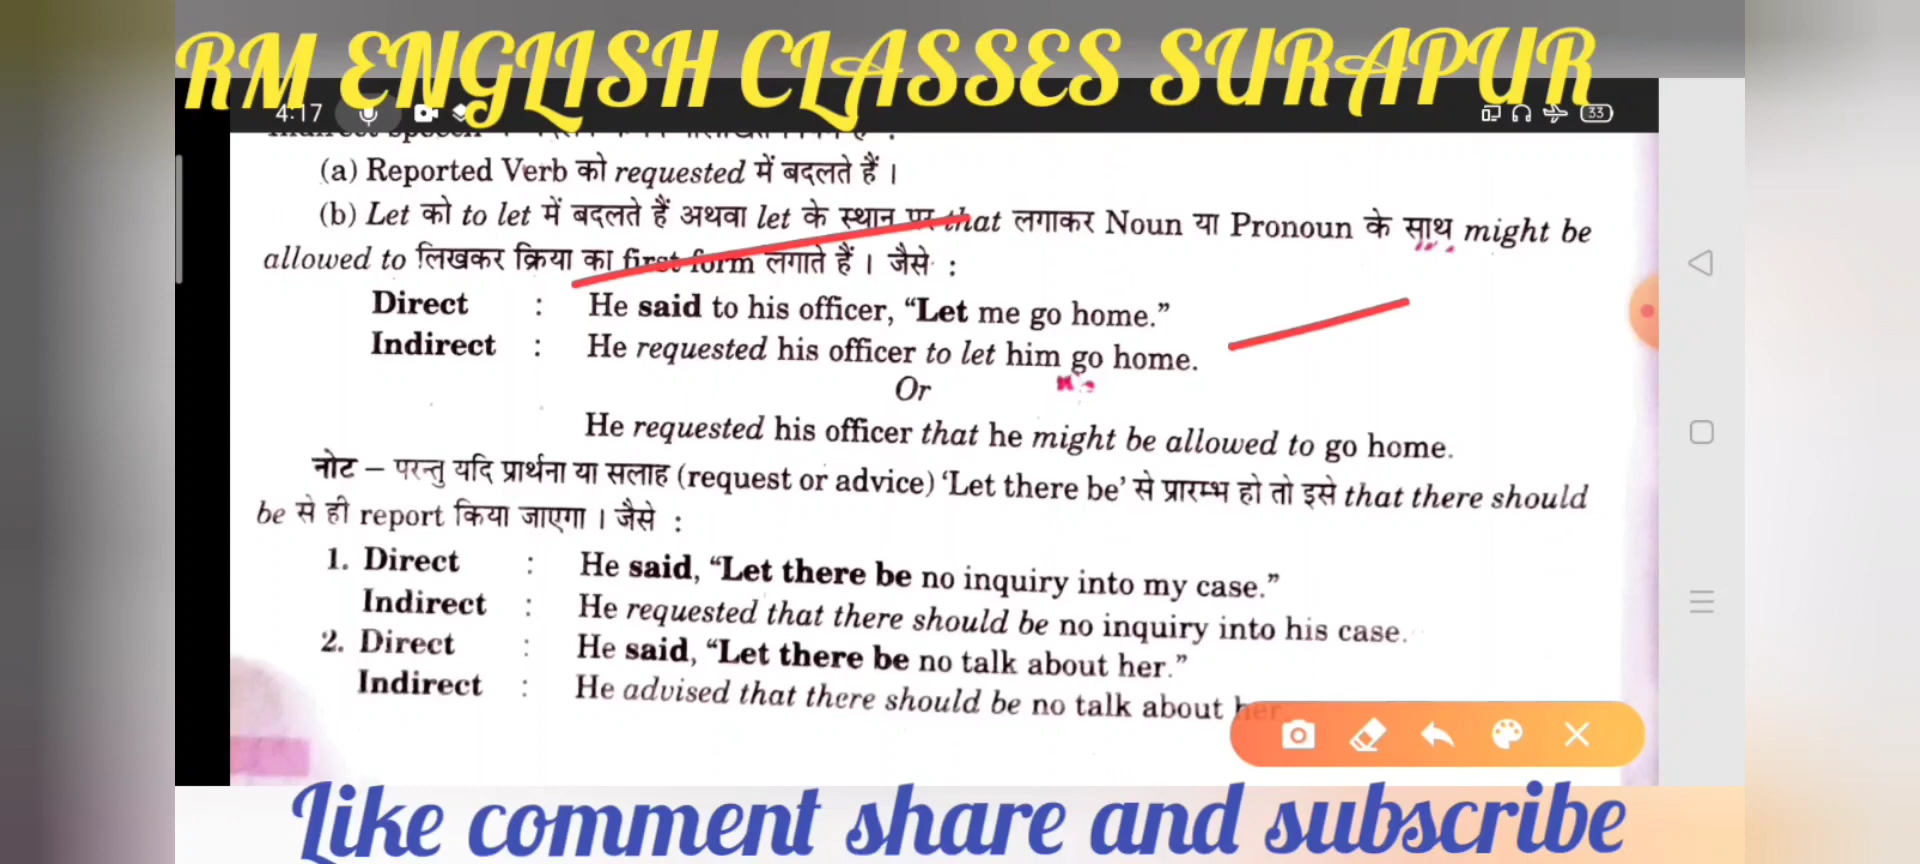 RM ENGLISH CLASSES SURAPUR
4:17
33
Indirect Speech
(a) Reported Verb को requested में बदलते हैं ।
(b) Let को to let में बदलते हैं अथवा let के स्थान पर that लगाकर Noun या Pronoun के साथ might be
allowed to लिखकर क्रिया का first form लगाते हैं । जैसे :
Direct : He said to his officer, “Let me go home.”
Indirect : He requested his officer to let him go home.
Or
He requested his officer that he might be allowed to go home.
नोट – परन्तु यदि प्रार्थना या सलाह (request or advice) ‘Let there be’ से प्रारम्भ हो तो इसे that there should
be से ही report किया जाएगा । जैसे :
1. Direct : He said, “Let there be no inquiry into my case.”
Indirect : He requested that there should be no inquiry into his case.
2. Direct : He said, “Let there be no talk about her.”
Indirect : He advised that there should be no talk about her.
Like comment share and subscribe